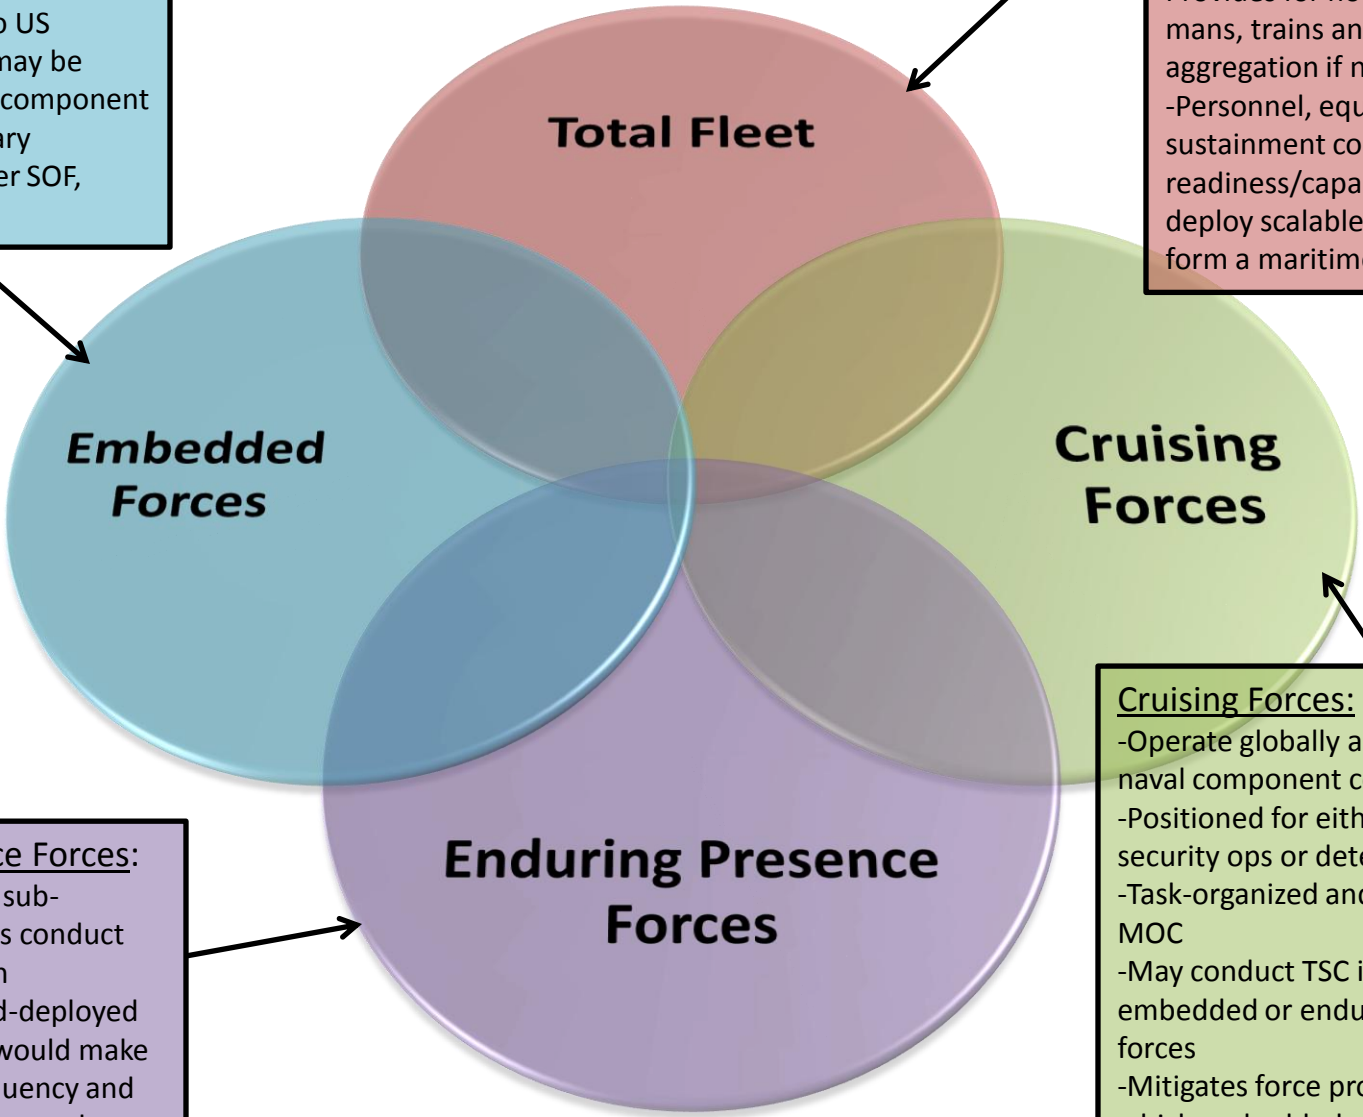 o US
may be
component
ary
er SOF,
mans, trains an
aggregation if n
-Personnel, equ
sustainment co
readiness/capa
deploy scalable
form a maritime
Total Fleet
Embedded
Forces
Cruising
Forces
Enduring Presence
Forces
ce Forces:
sub-
s conduct
n
d-deployed
would make
uency and
Cruising Forces:
-Operate globally a
naval component c
-Positioned for eith
security ops or dete
-Task-organized and
MOC
-May conduct TSC i
embedded or endu
forces
-Mitigates force pro